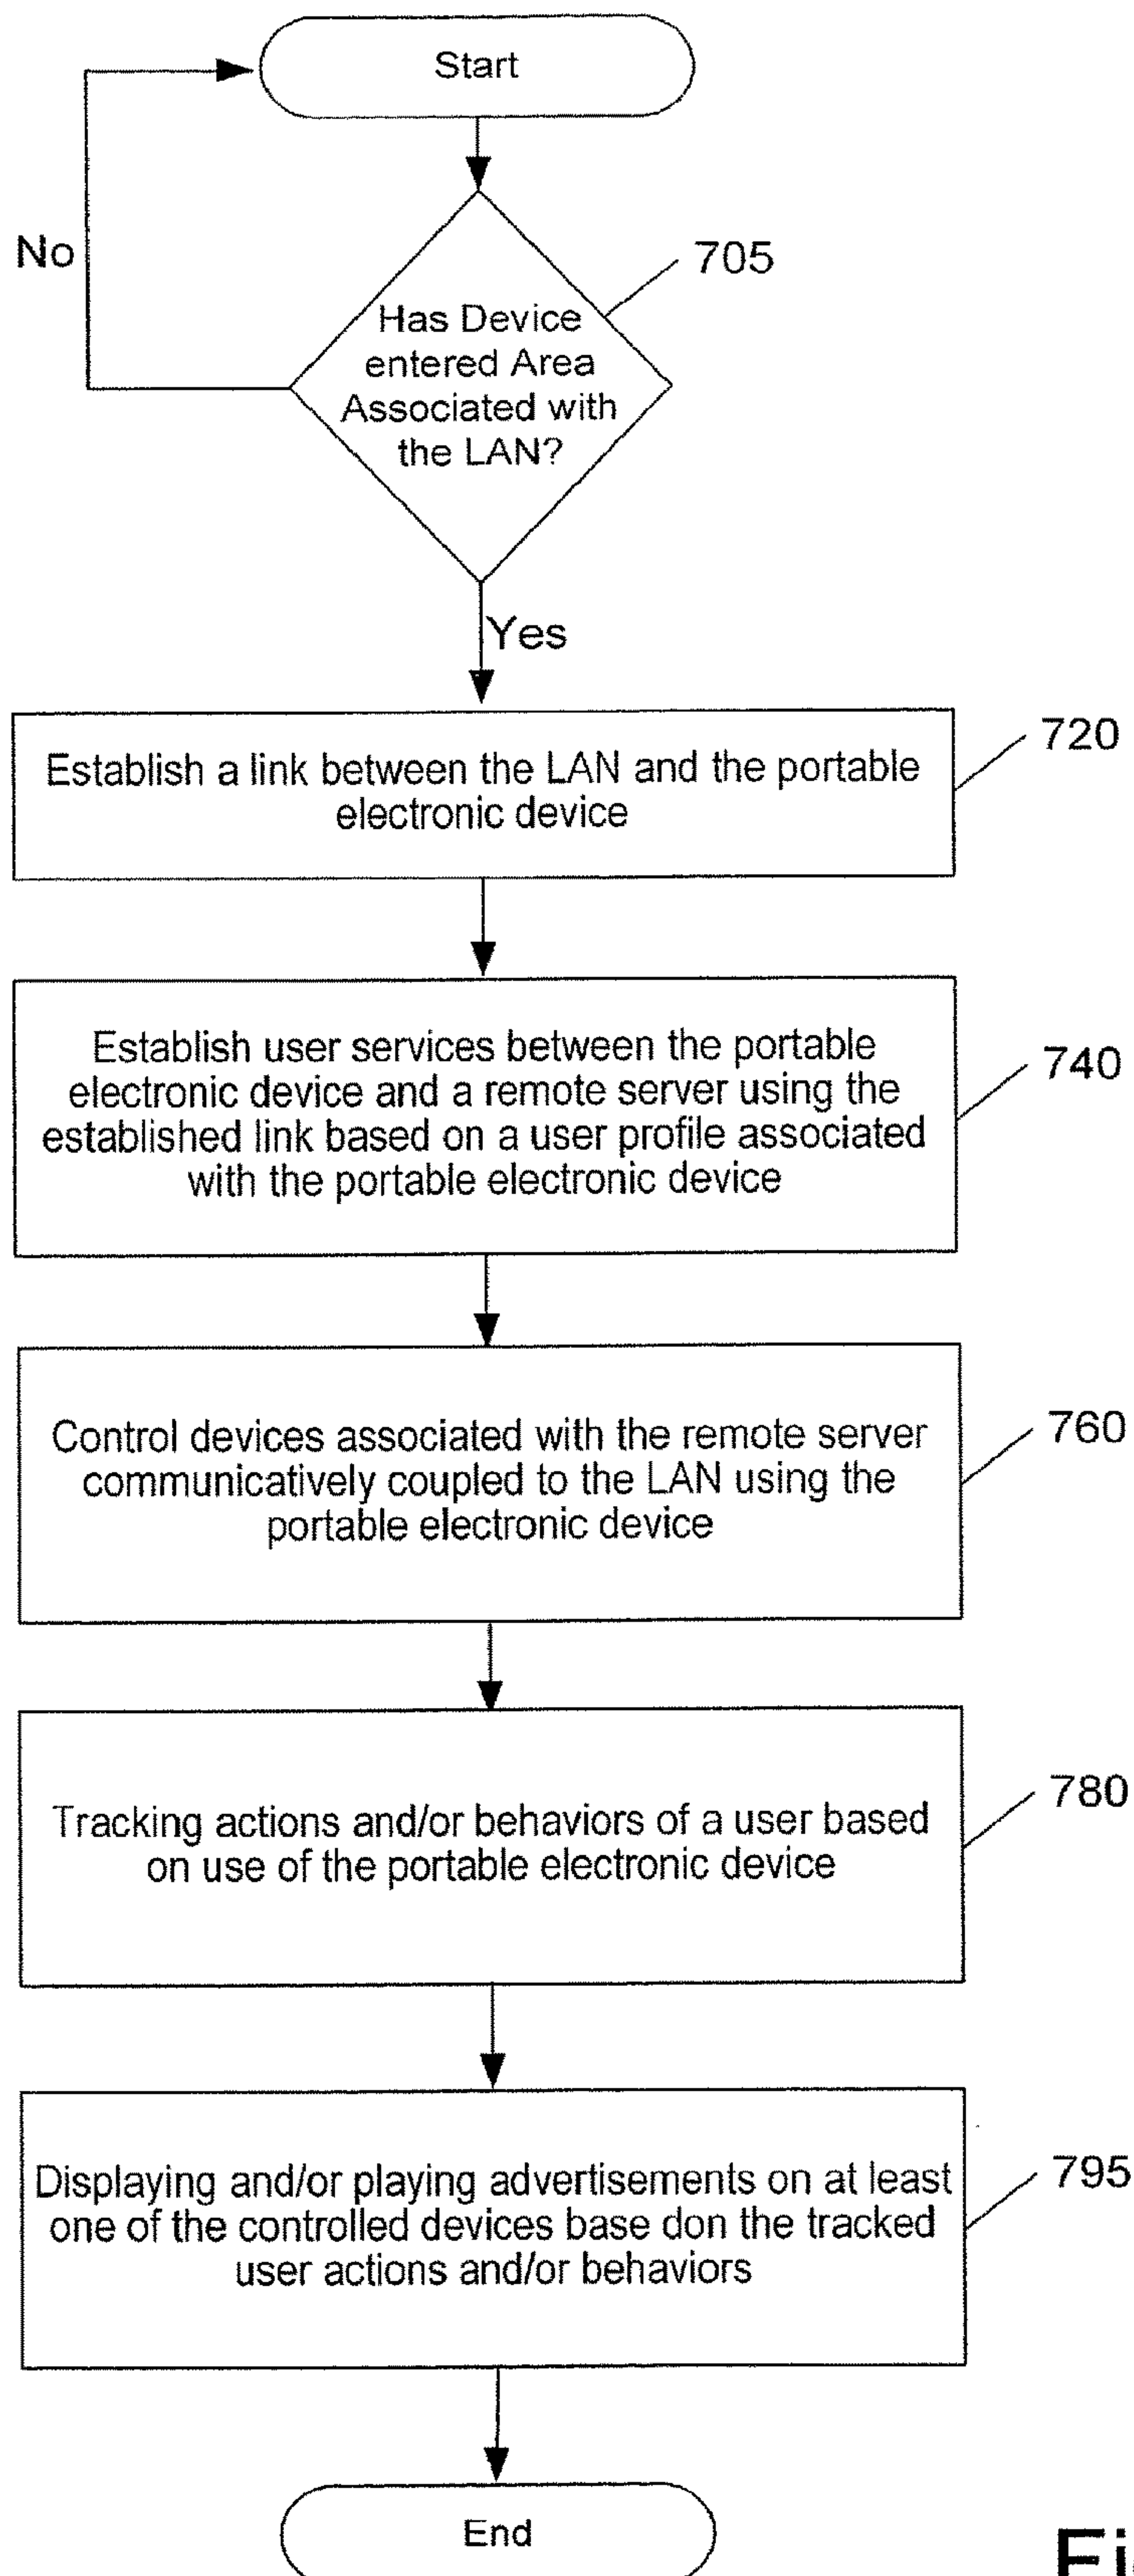 Start
No
705
Has Device
entered Area
Associated with
the LAN?
Yes
720
Establish a link between the LAN and the portable
electronic device
740
Establish user services between the portable
electronic device and a remote server using the
established link based on a user profile associated
with the portable electronic device
760
Control devices associated with the remote server
communicatively coupled to the LAN using the
portable electronic device
780
Tracking actions and/or behaviors of a user based
on use of the portable electronic device
795
Displaying and/or playing advertisements on at least
one of the controlled devices base don the tracked
user actions and/or behaviors
End